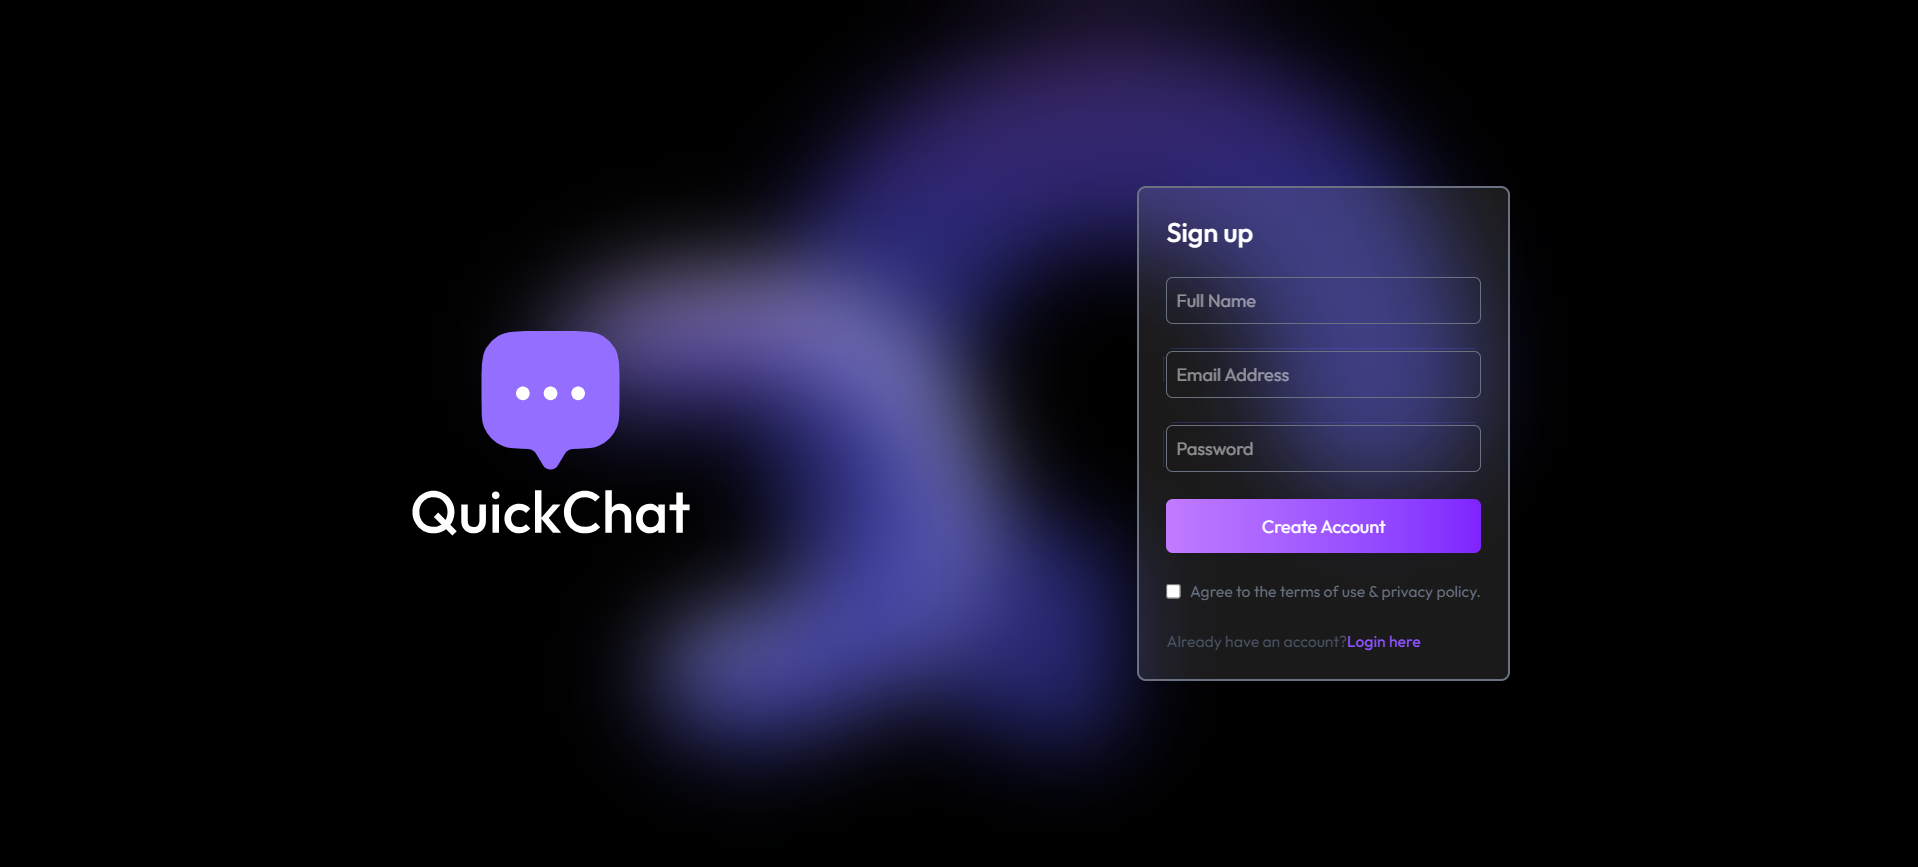 QuickChat
Sign up
Full Name
Email Address
Password
Create Account
Agree to the terms of use & privacy policy.
Already have an account?Login here